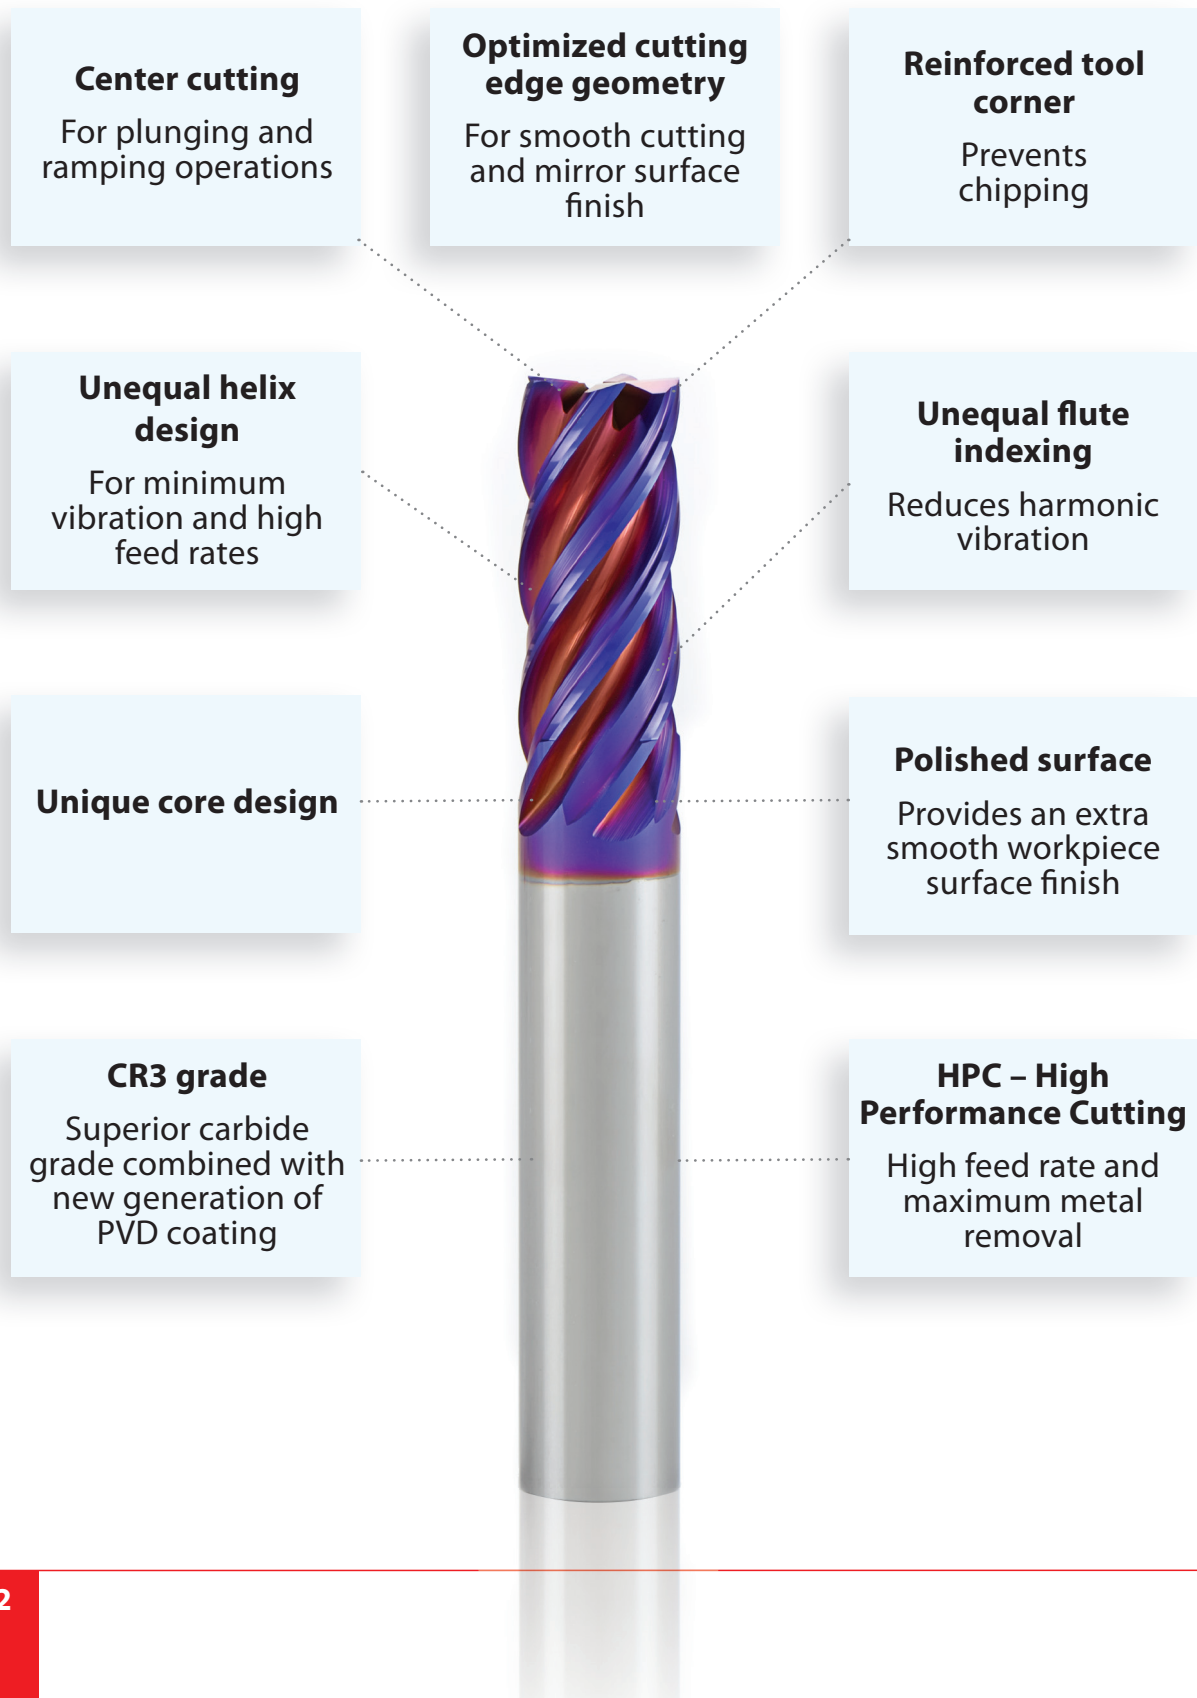 Center cutting
For plunging and
ramping operations
Optimized cutting
edge geometry
For smooth cutting
and mirror surface
finish
Reinforced tool
corner
Prevents
chipping
Unequal helix
design
For minimum
vibration and high
feed rates
Unequal flute
indexing
Reduces harmonic
vibration
Unique core design
Polished surface
Provides an extra
smooth workpiece
surface finish
CR3 grade
Superior carbide
grade combined with
new generation of
PVD coating
HPC – High
Performance Cutting
High feed rate and
maximum metal
removal
2